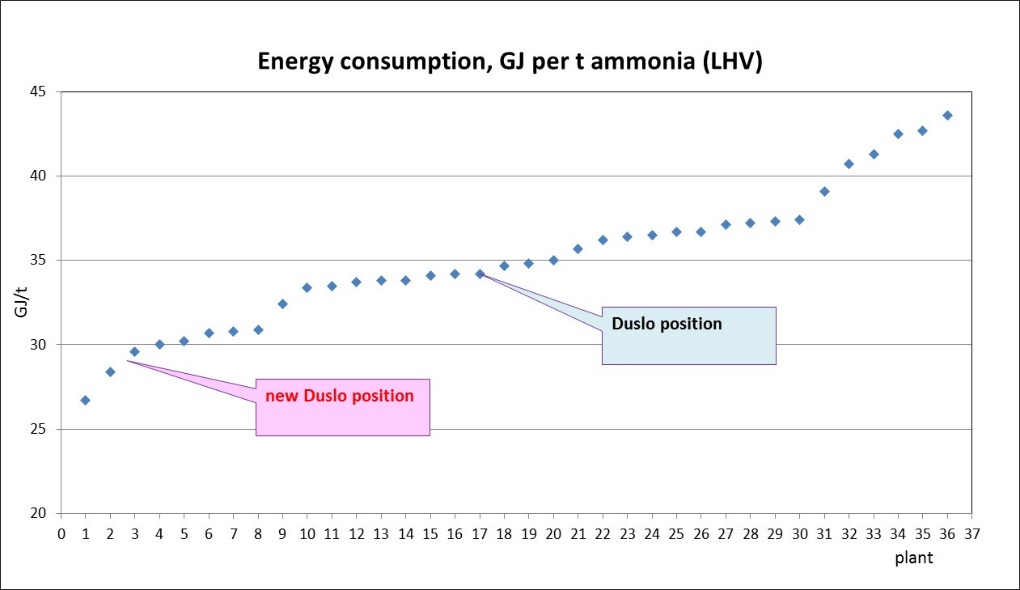 Energy consumption, GJ per t ammonia (LHV)
45
40
35
30
25
20
GJ/t
Duslo position
new Duslo position
0 1 2 3 4 5 6 7 8 9 10 11 12 13 14 15 16 17 18 19 20 21 22 23 24 25 26 27 28 29 30 31 32 33 34 35 36 37
plant